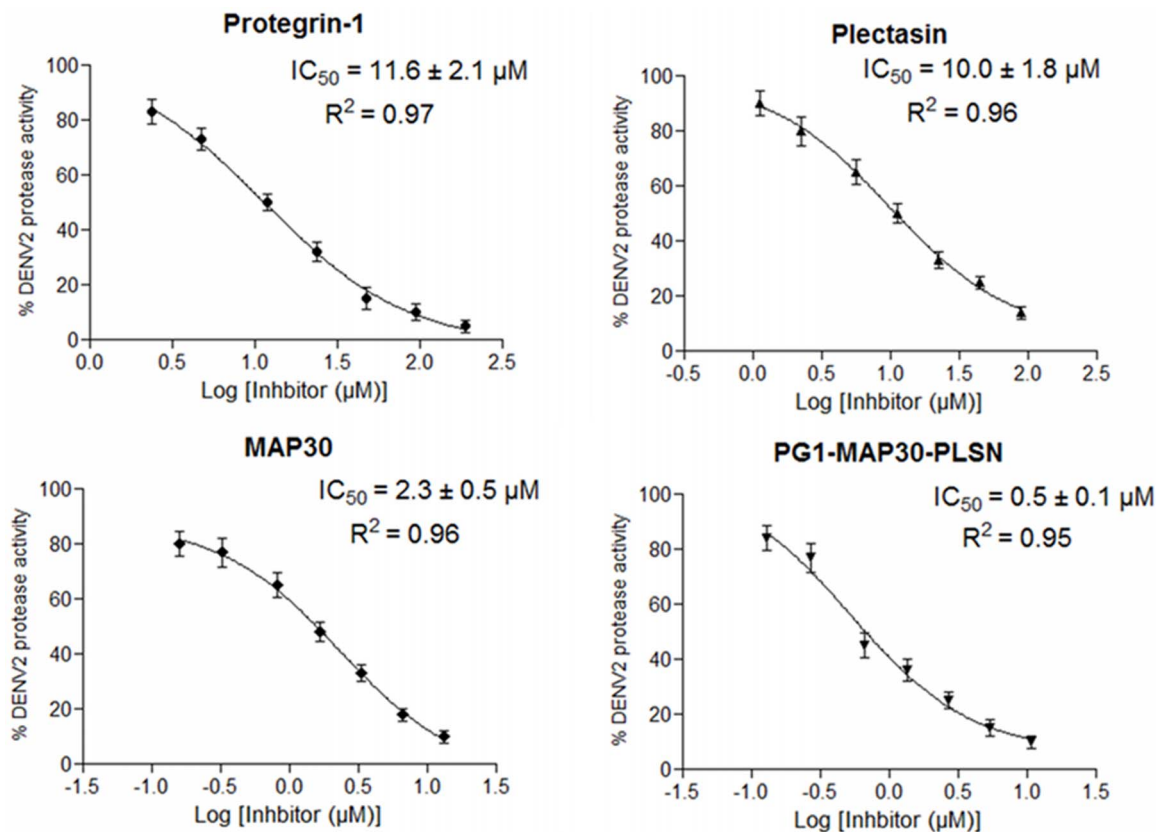 Protegrin-1
IC50 = 11.6 ± 2.1 µM
R2 = 0.97
% DENV2 protease activity
100
80
60
40
20
0
0.0 0.5 1.0 1.5 2.0 2.5
Log [Inhbitor (µM)]
Plectasin
IC50 = 10.0 ± 1.8 µM
R2 = 0.96
% DENV2 protease activity
100
80
60
40
20
0
-0.5 0.0 0.5 1.0 1.5 2.0 2.5
Log [Inhbitor (µM)]
MAP30
IC50 = 2.3 ± 0.5 µM
R2 = 0.96
% DENV2 protease activity
100
80
60
40
20
0
-1.5 -1.0 -0.5 0.0 0.5 1.0 1.5
Log [Inhbitor (µM)]
PG1-MAP30-PLSN
IC50 = 0.5 ± 0.1 µM
R2 = 0.95
% DENV2 protease activity
100
80
60
40
20
0
-1.5 -1.0 -0.5 0.0 0.5 1.0 1.5
Log [Inhbitor (µM)]